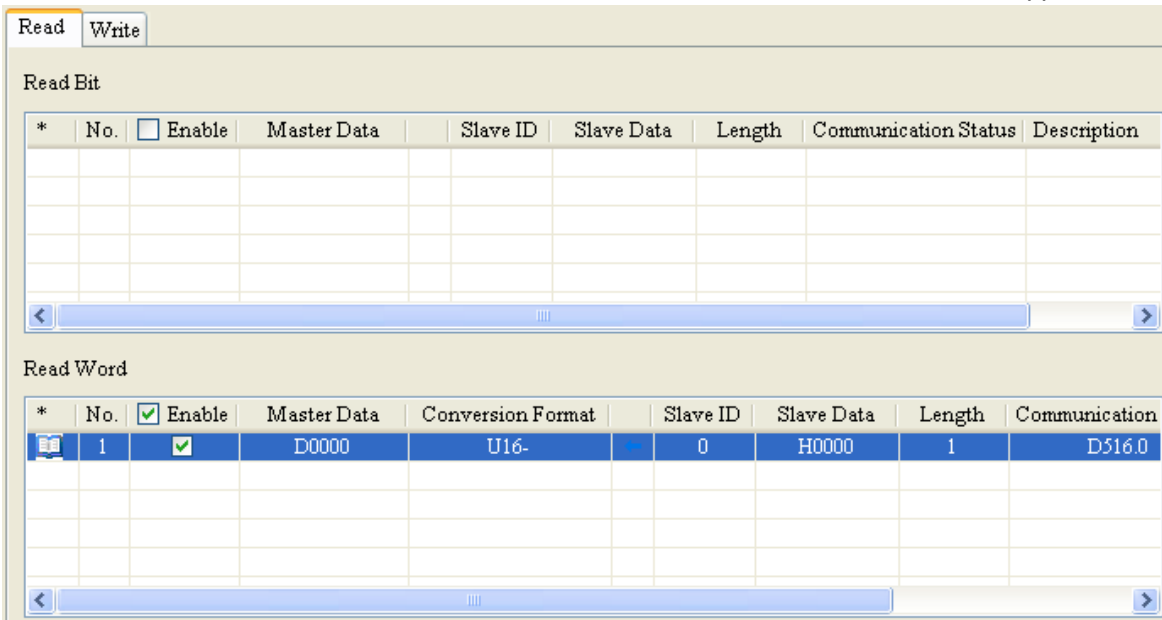 Read Write
Read Bit
* No. Enable Master Data Slave ID Slave Data Length Communication Status Description
Read Word
* No. Enable Master Data Conversion Format Slave ID Slave Data Length Communication
1 D0000 U16- 0 H0000 1 D516.0